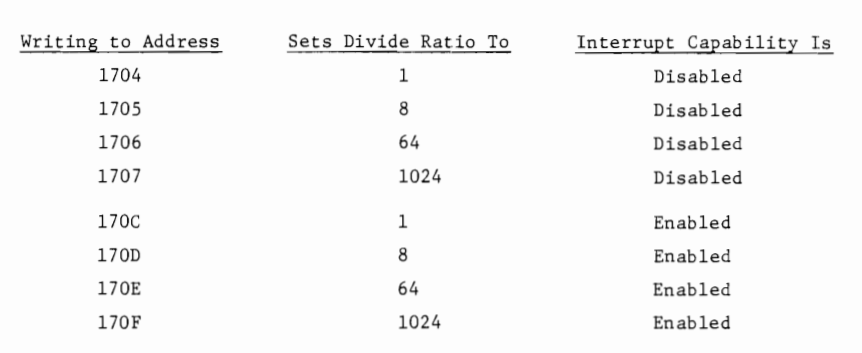 Writing to Address Sets Divide Ratio To Interrupt Capability Is
1704 1 Disabled
1705 8 Disabled
1706 64 Disabled
1707 1024 Disabled
170C 1 Enabled
170D 8 Enabled
170E 64 Enabled
170F 1024 Enabled